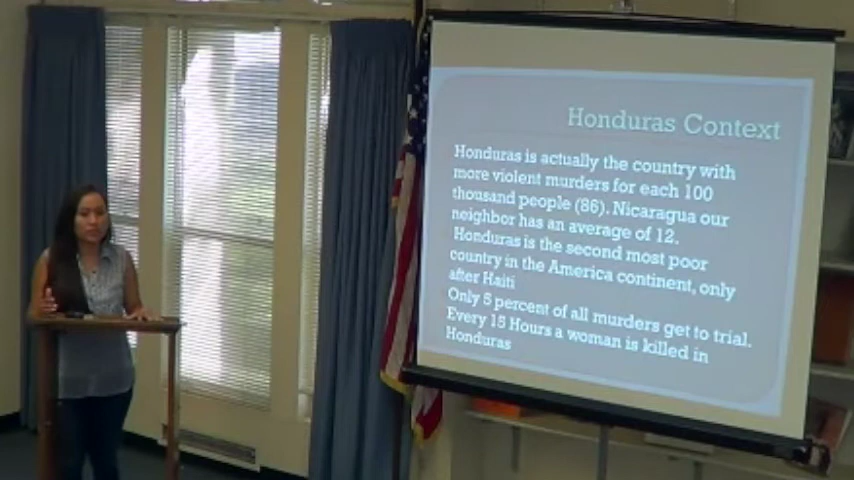 Honduras Context
Honduras is actually the country with
more violent murders for each 100
thousand people (86). Nicaragua our
neighbor has an average of 12.
Honduras is the second most poor
country in the America continent, only
after Haiti
Only 5 percent of all murders get to trial.
Every 15 Hours a woman is killed in
Honduras